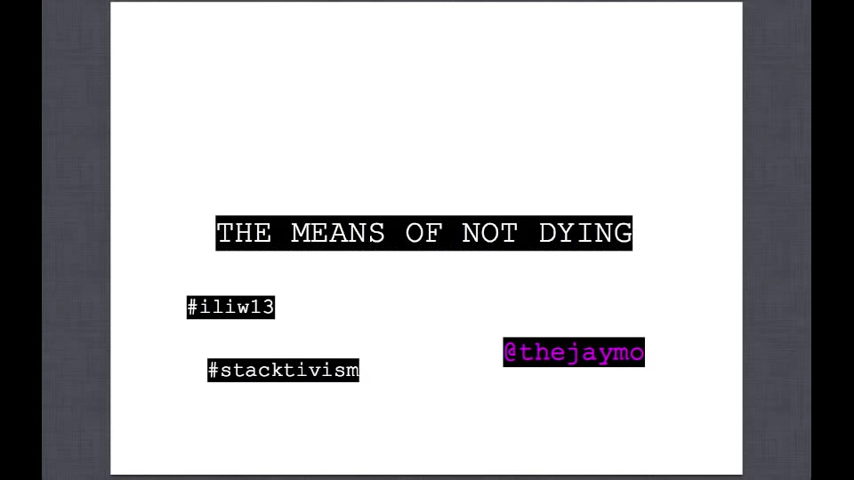 THE MEANS OF NOT DYING
#iliw13
@thejaymo
#stacktivism